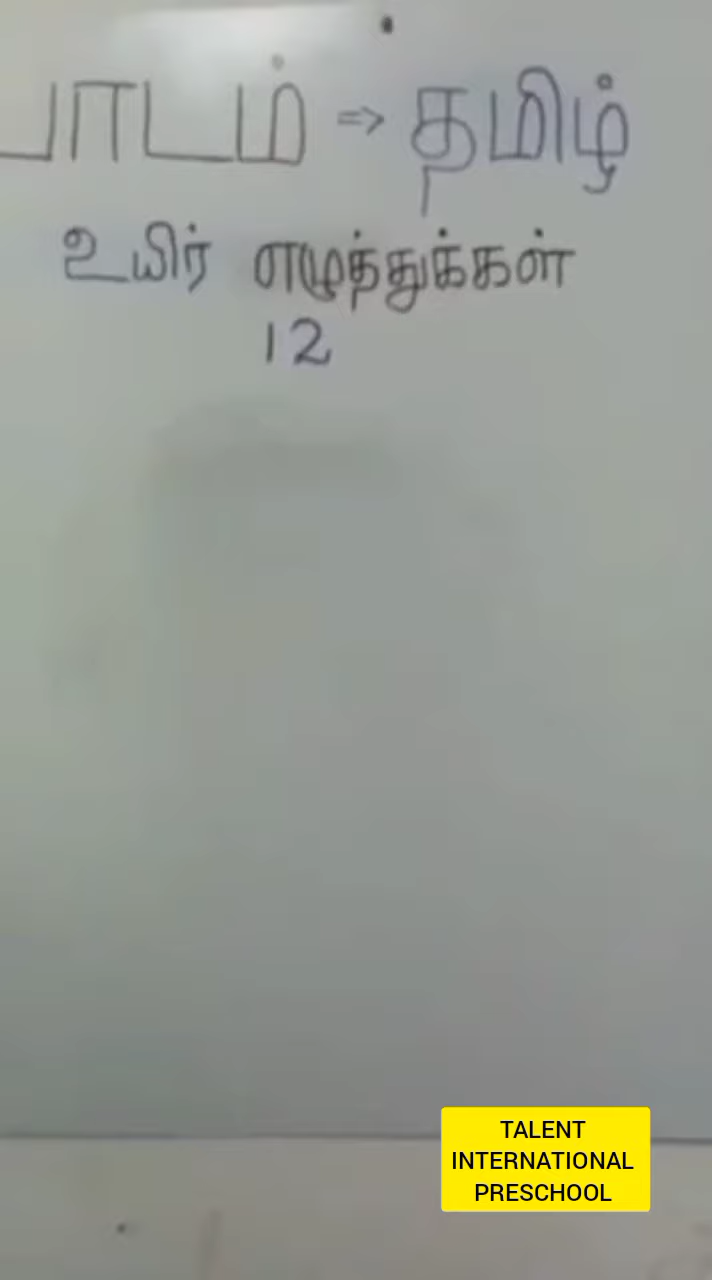 பாடம் => தமிழ்
உயிர் எழுத்துக்கள்
12
TALENT
INTERNATIONAL
PRESCHOOL